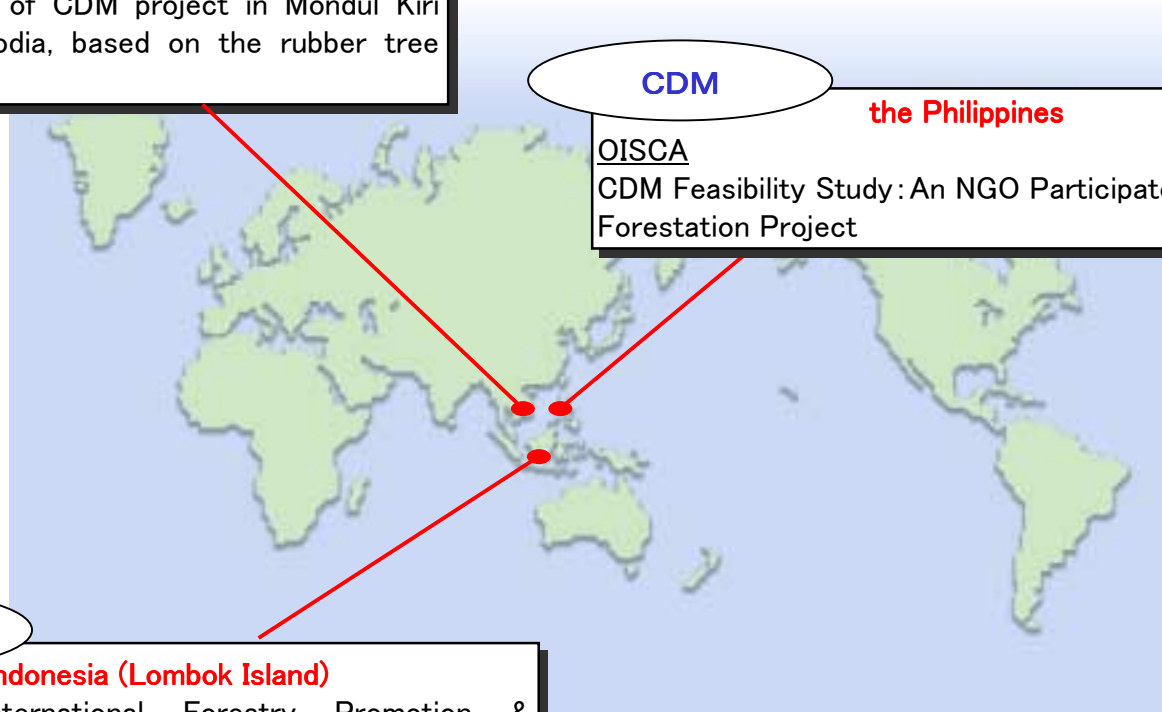 of CDM project in Mondul Kiri
odia, based on the rubber tree
CDM
the Philippines
OISCA
CDM Feasibility Study：An NGO Participate
Forestation Project
ndonesia (Lombok Island)
ternational Forestry Promotion &